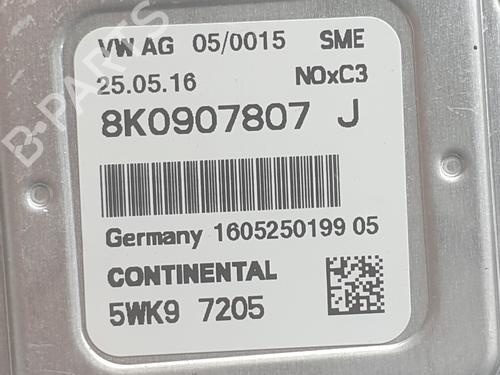 VW AG 05/0015 SME
25.05.16 NOxC3
8K0907807 J
Germany 1605250199 05
CONTINENTAL
5WK9 7205
B-PARTS